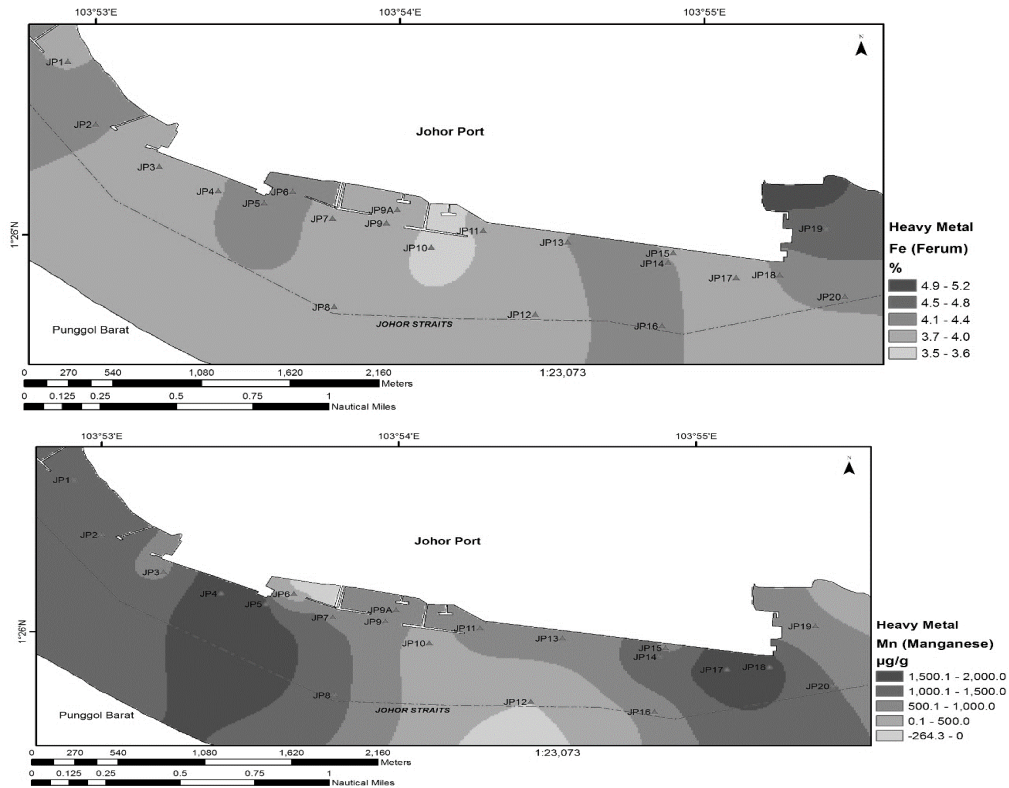 103°53'E 103°54'E 103°55'E
N
JP1
Johor Port
JP2
JP3
JP4 JP6
JP5 JP9A
JP7 JP9 JP11
1°26'N JP10 JP13 JP19
JP15
JP14
JP17 JP18
JP20
JP8 JP12
JOHOR STRAITS JP16
Punggol Barat
Heavy Metal
Fe (Ferum)
%
4.9 - 5.2
4.5 - 4.8
4.1 - 4.4
3.7 - 4.0
3.5 - 3.6
0 270 540 1,080 1,620 2,160
Meters
1:23,073
0 0.125 0.25 0.5 0.75 1
Nautical Miles
103°53'E 103°54'E 103°55'E
N
JP1
JP2 Johor Port
JP3
JP4 JP6
JP5 JP9A
JP7 JP9 JP11 JP19
1°26'N JP10 JP13
JP15
JP14
JP17 JP18
JP8 JP20
JP12
JOHOR STRAITS JP16
Punggol Barat
Heavy Metal
Mn (Manganese)
µg/g
1,500.1 - 2,000.0
1,000.1 - 1,500.0
500.1 - 1,000.0
0.1 - 500.0
-264.3 - 0
0 270 540 1,080 1,620 2,160
Meters
1:23,073
0 0.125 0.25 0.5 0.75 1
Nautical Miles